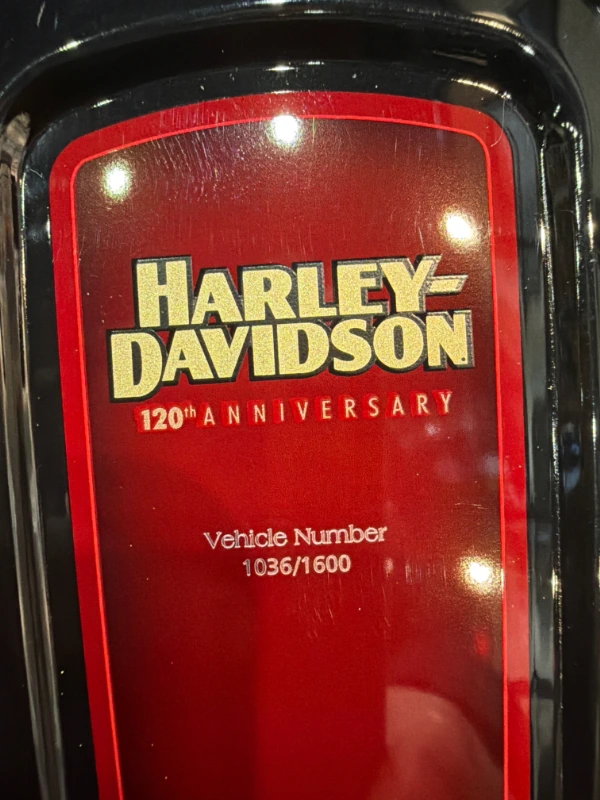 HARLEY-
DAVIDSON
120th ANNIVERSARY
Vehicle Number
1036/1600